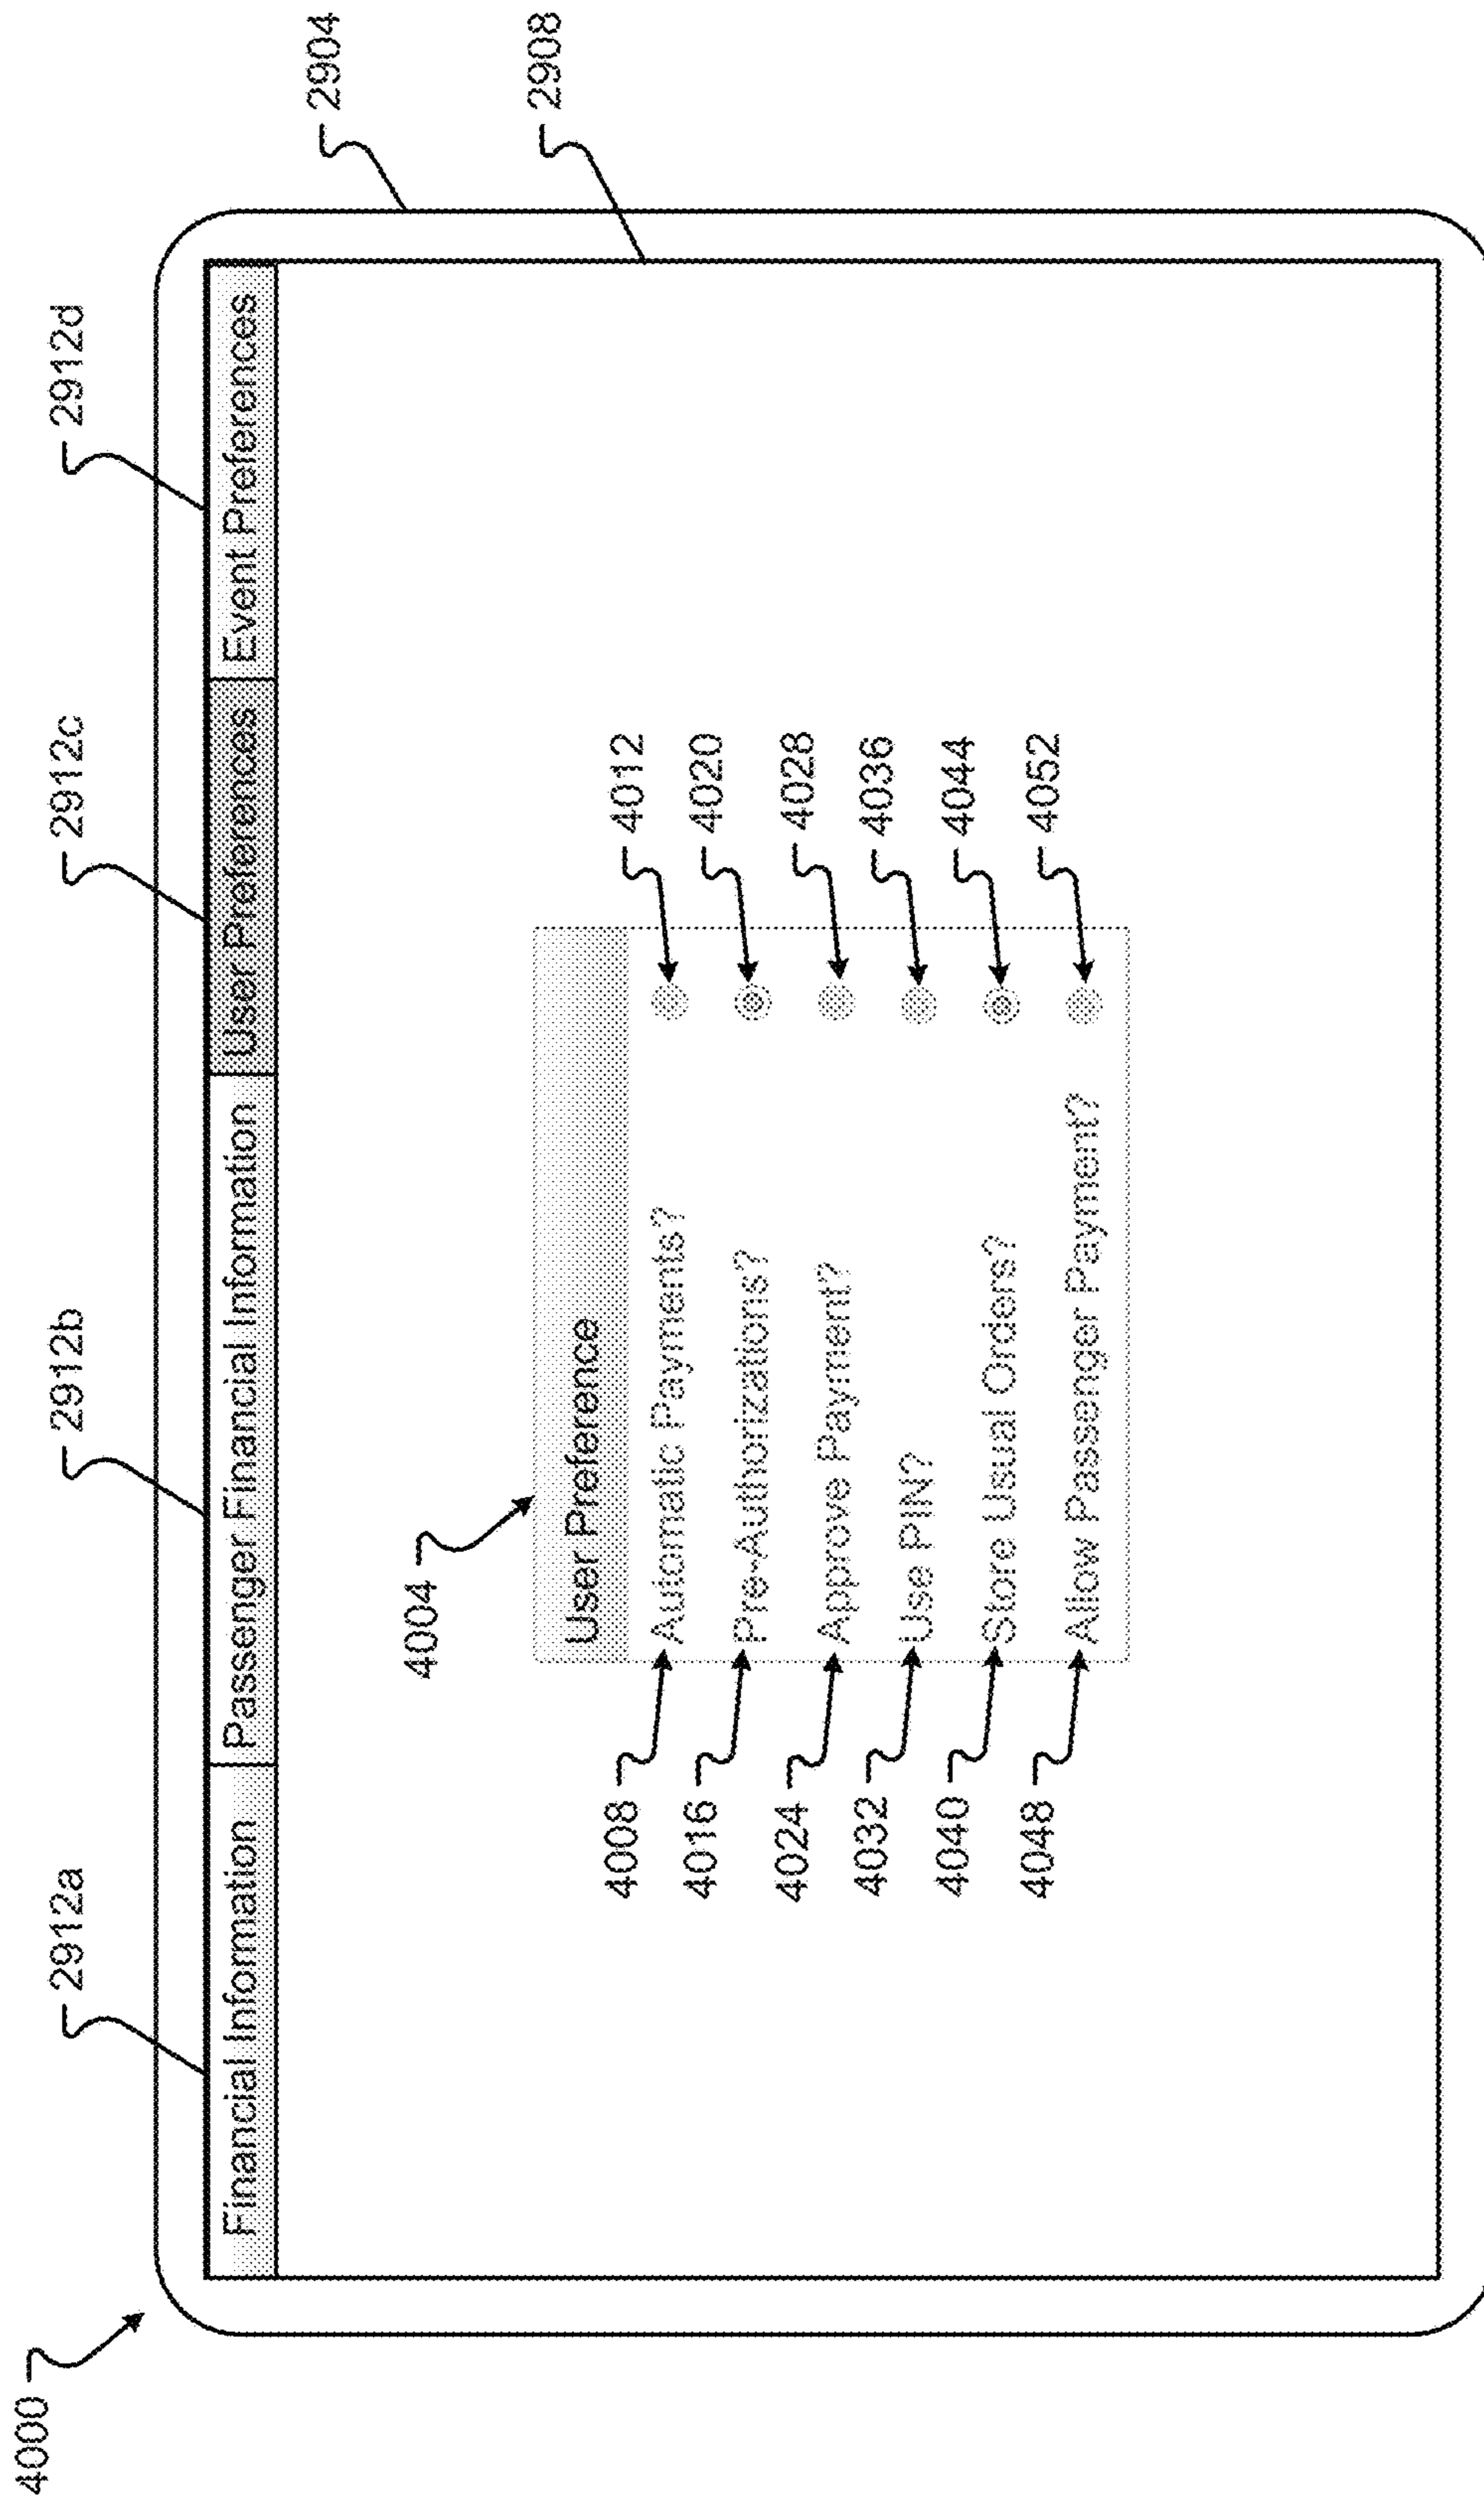 4000
2912a
2912b
2912c
2912d
2904
2908
Financial Information
Passenger Financial Information
User Preferences
Event Preferences
4004
User Preference
4008
Automatic Payments?
4012
4016
Pre-Authorizations?
4020
4024
Approve Payment?
4028
4032
Use PIN?
4036
4040
Store Usual Orders?
4044
4048
Allow Passenger Payment?
4052